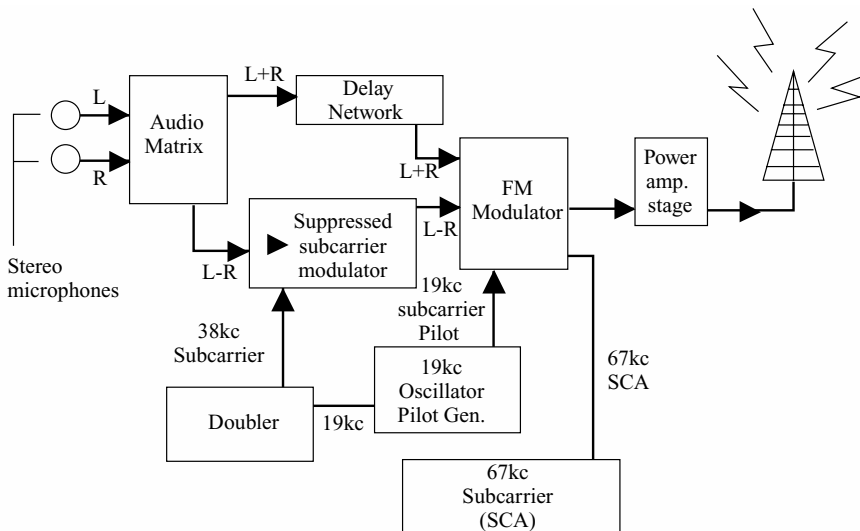 L
R
Stereo
microphones
Audio
Matrix
L+R
Delay
Network
L+R
L-R
Suppressed
subcarrier
modulator
L-R
FM
Modulator
Power
amp.
stage
38kc
Subcarrier
19kc
subcarrier
Pilot
Doubler
19kc
19kc
Oscillator
Pilot Gen.
67kc
SCA
67kc
Subcarrier
(SCA)